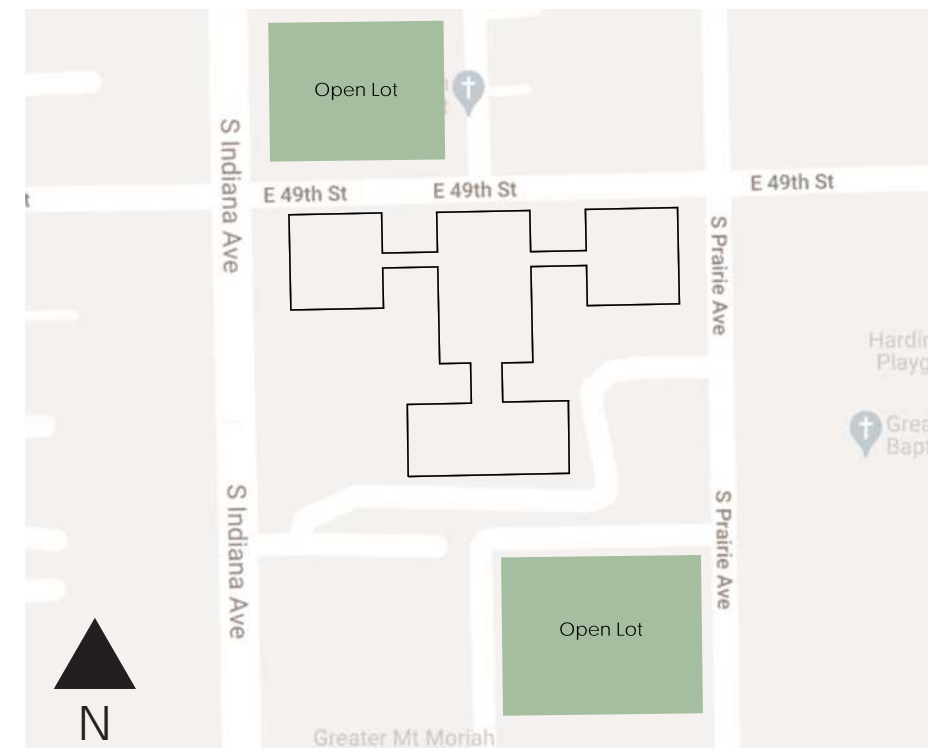 Open Lot
S Indiana Ave
E 49th St
E 49th St
E 49th St
t
S Prairie Ave
S Indiana Ave
S Prairie Ave
Open Lot
N
Greater Mt Moriah